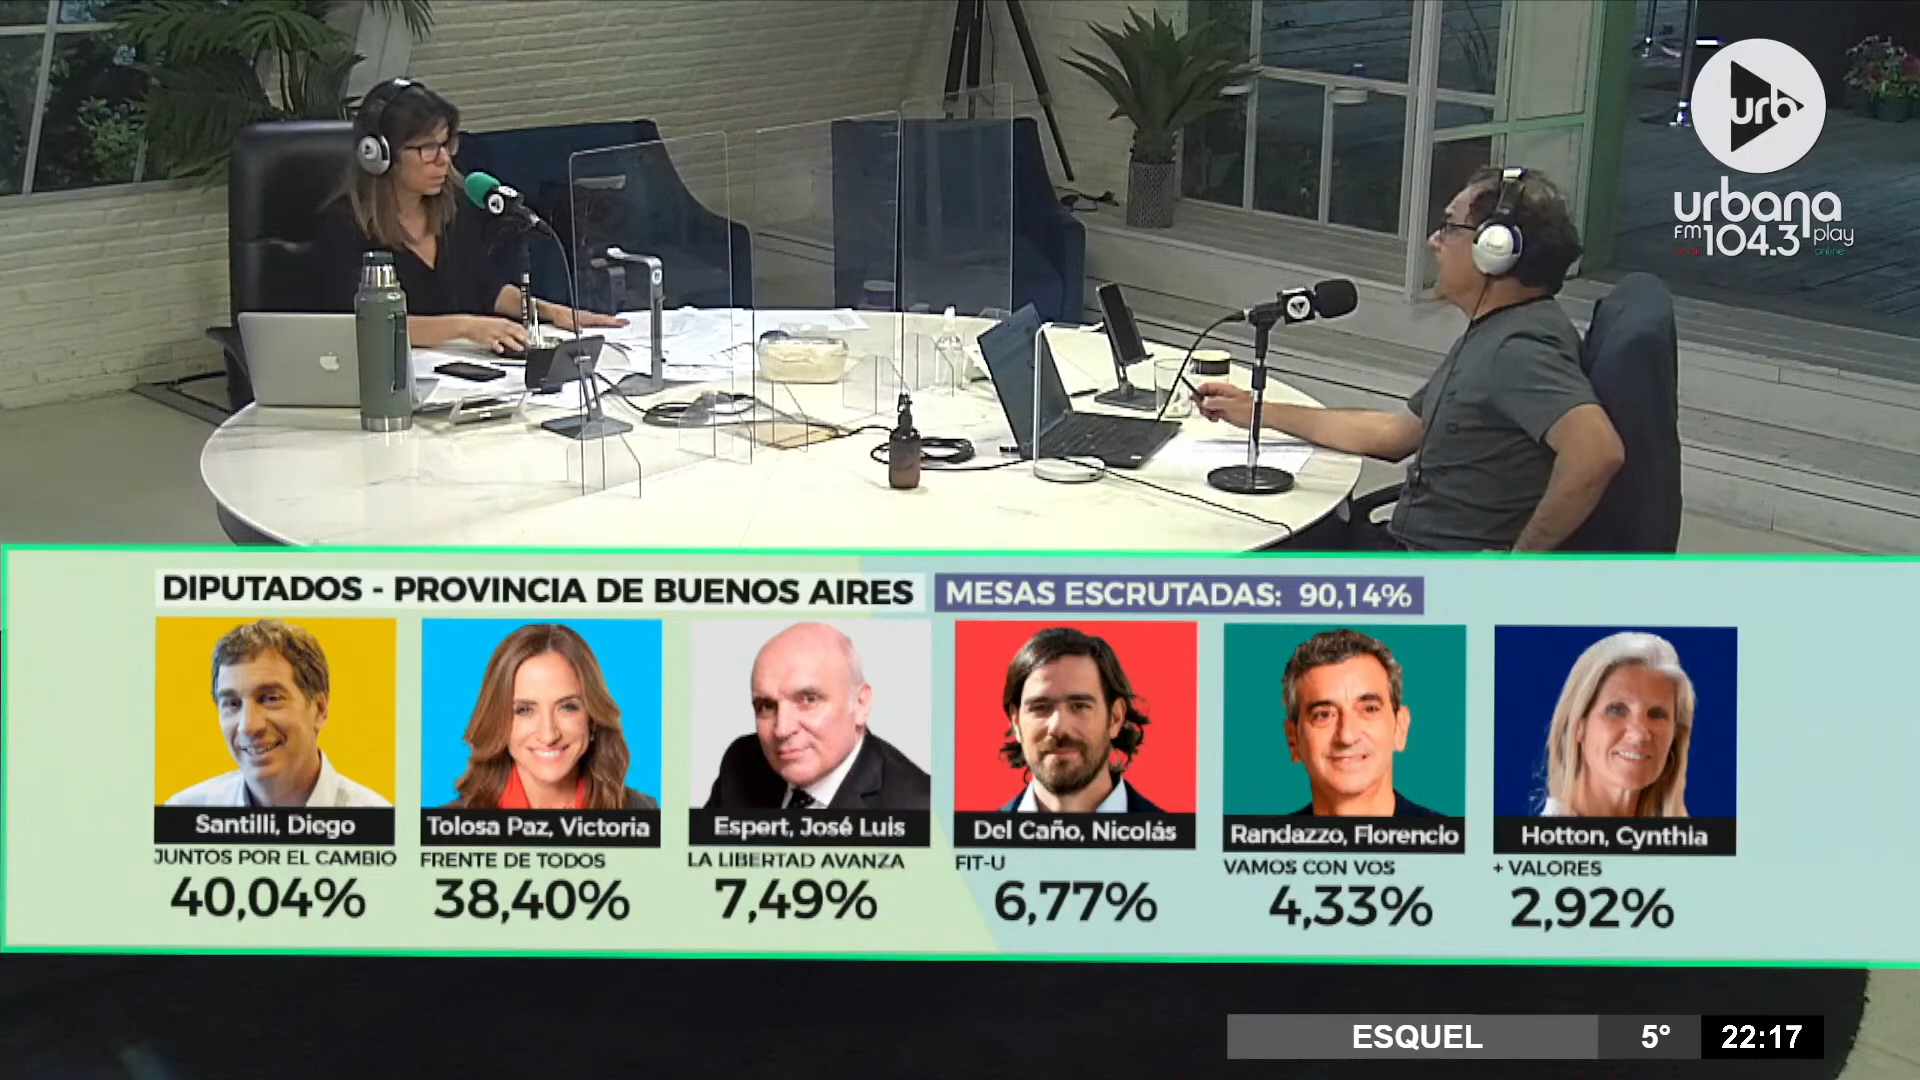 urb
urbana
FM 104.3 play
online
DIPUTADOS - PROVINCIA DE BUENOS AIRES
MESAS ESCRUTADAS: 90,14%
Santilli, Diego
JUNTOS POR EL CAMBIO
40,04%
Tolosa Paz, Victoria
FRENTE DE TODOS
38,40%
Espert, José Luis
LA LIBERTAD AVANZA
7,49%
Del Caño, Nicolás
FIT-U
6,77%
Randazzo, Florencio
VAMOS CON VOS
4,33%
Hotton, Cynthia
+ VALORES
2,92%
ESQUEL 5° 22:17